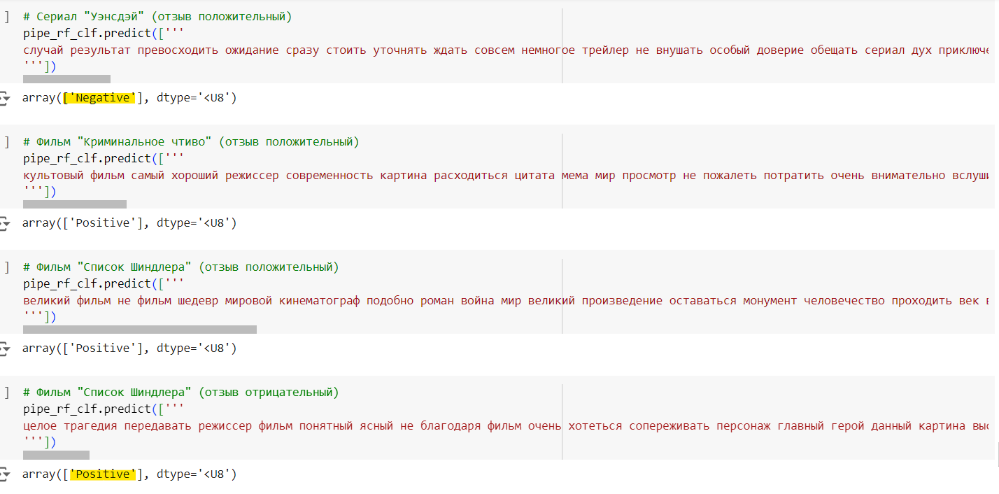 ] # Сериал "Уэнсдэй" (отзыв положительный)
pipe_rf_clf.predict(['''
случай результат превосходить ожидание сразу стоить уточнять ждать совсем немногое трейлер не внушать особый доверие обещать сериал дух приключе
'''])
array(['Negative'], dtype='<U8')
] # Фильм "Криминальное чтиво" (отзыв положительный)
pipe_rf_clf.predict(['''
культовый фильм самый хороший режиссер современность картина расходиться цитата мема мир просмотр не пожалеть потратить очень внимательно вслуши
'''])
array(['Positive'], dtype='<U8')
] # Фильм "Список Шиндлера" (отзыв положительный)
pipe_rf_clf.predict(['''
великий фильм не фильм шедевр мировой кинематограф подобно роман война мир великий произведение оставаться монумент человечество проходить век в
'''])
array(['Positive'], dtype='<U8')
] # Фильм "Список Шиндлера" (отзыв отрицательный)
pipe_rf_clf.predict(['''
целое трагедия передавать режиссер фильм понятный ясный не благодаря фильм очень хотеться сопереживать персонаж главный герой данный картина выс
'''])
array(['Positive'], dtype='<U8')